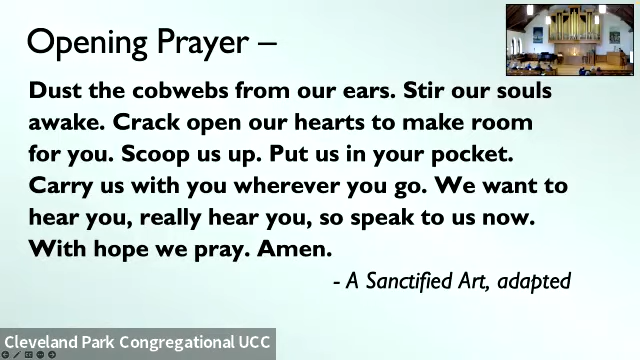 Opening Prayer –
Dust the cobwebs from our ears. Stir our souls
awake. Crack open our hearts to make room
for you. Scoop us up. Put us in your pocket.
Carry us with you wherever you go. We want to
hear you, really hear you, so speak to us now.
With hope we pray. Amen.
- A Sanctified Art, adapted
Cleveland Park Congregational UCC